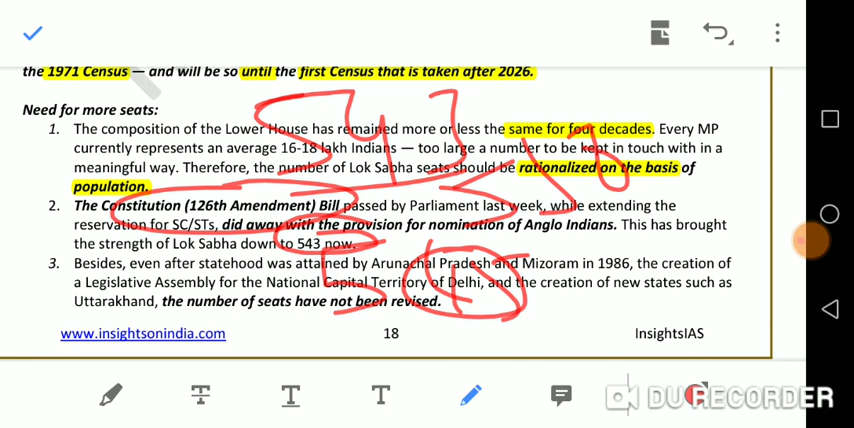 the 1971 Census — and will be so until the first Census that is taken after 2026.
Need for more seats:
1. The composition of the Lower House has remained more or less the same for four decades. Every MP
currently represents an average 16-18 lakh Indians — too large a number to be kept in touch with in a
meaningful way. Therefore, the number of Lok Sabha seats should be rationalized on the basis of
population.
2. The Constitution (126th Amendment) Bill passed by Parliament last week, while extending the
reservation for SC/STs, did away with the provision for nomination of Anglo Indians. This has brought
the strength of Lok Sabha down to 543 now.
3. Besides, even after statehood was attained by Arunachal Pradesh and Mizoram in 1986, the creation of
a Legislative Assembly for the National Capital Territory of Delhi, and the creation of new states such as
Uttarakhand, the number of seats have not been revised.
www.insightsonindia.com 18 InsightsIAS
543
T T T
DU RECORDER